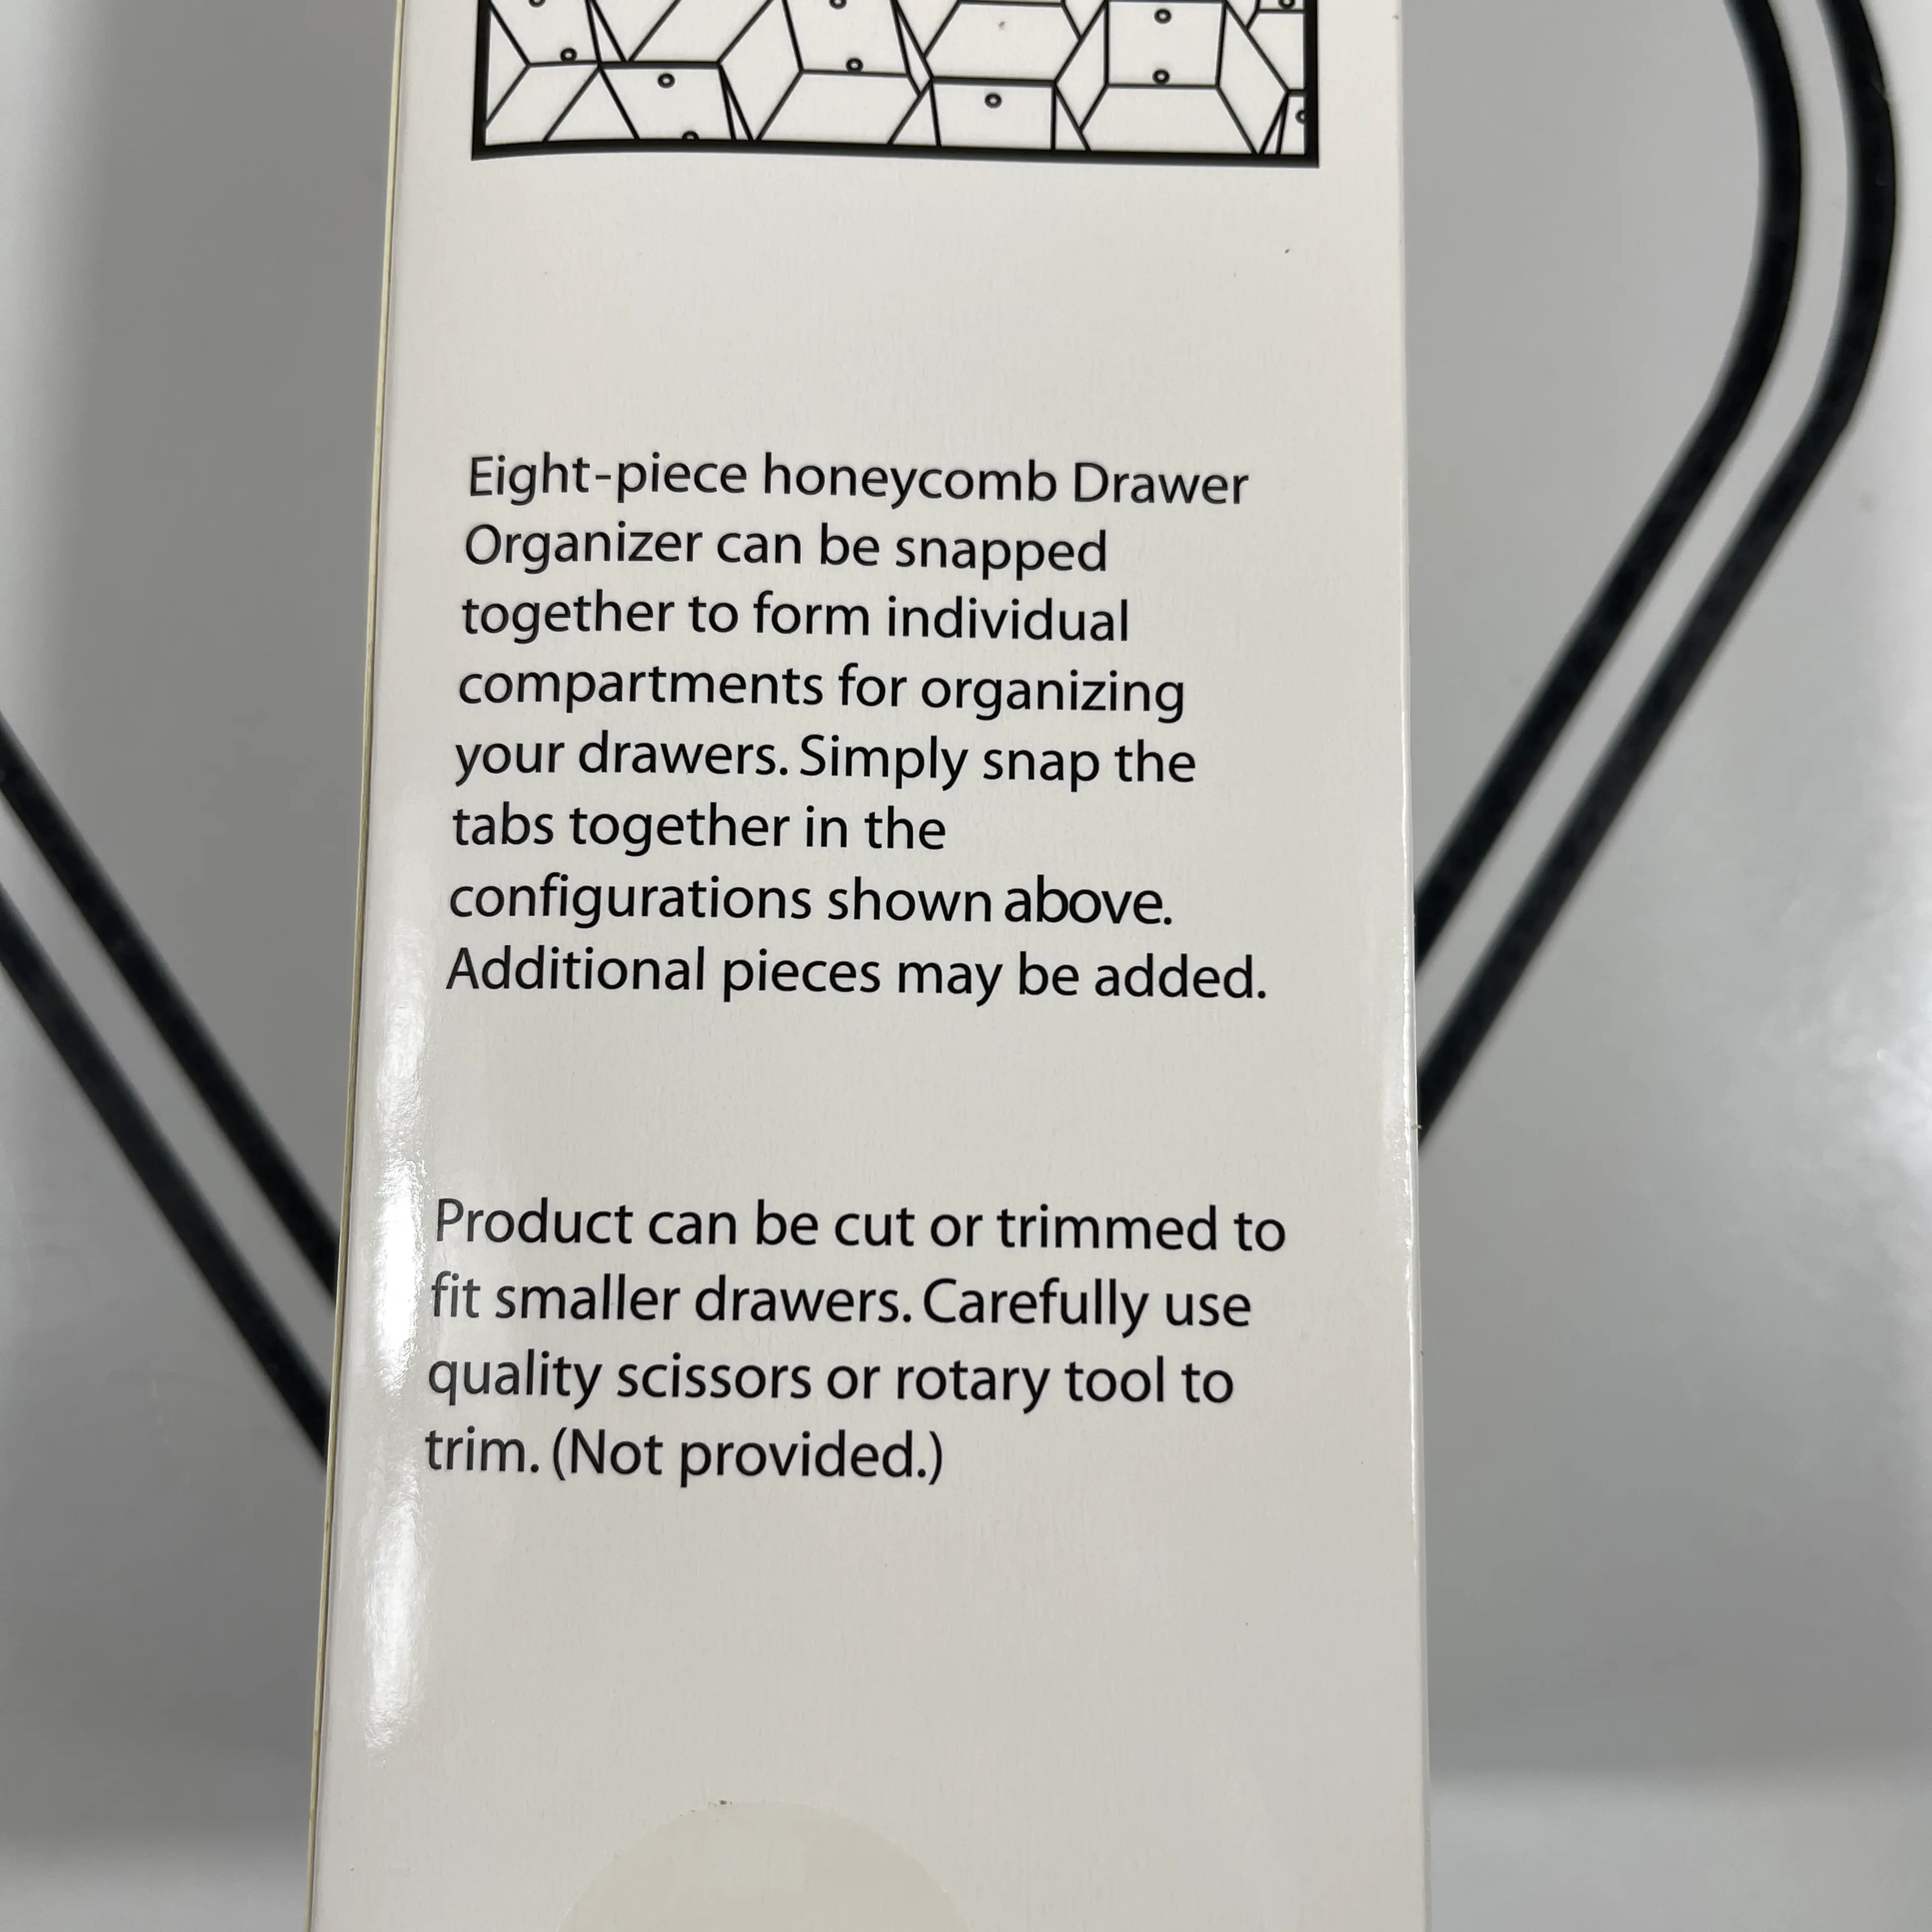 Eight-piece honeycomb Drawer
Organizer can be snapped
together to form individual
compartments for organizing
your drawers. Simply snap the
tabs together in the
configurations shown above.
Additional pieces may be added.
Product can be cut or trimmed to
fit smaller drawers. Carefully use
quality scissors or rotary tool to
trim. (Not provided.)